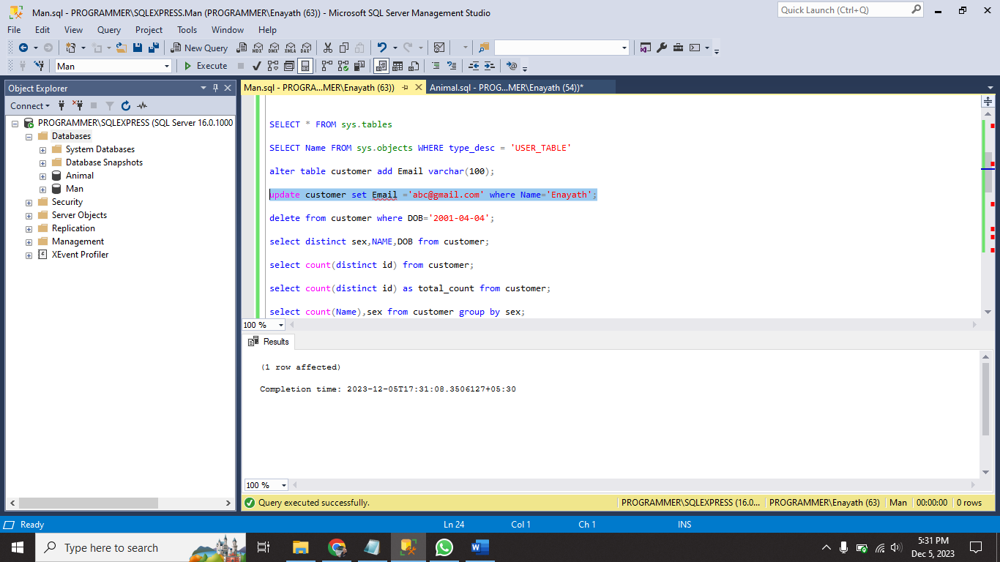 Man.sql - PROGRAMMER\SQLEXPRESS.Man (PROGRAMMER\Enayath (63)) - Microsoft SQL Server Management Studio
Quick Launch (Ctrl+Q)
File Edit View Query Project Tools Window Help
New Query MDX DMX XMLA DAX
Man Execute
Object Explorer
Connect
PROGRAMMER\SQLEXPRESS (SQL Server 16.0.1000
Databases
System Databases
Database Snapshots
Animal
Man
Security
Server Objects
Replication
Management
XEvent Profiler
Man.sql - PROGRA...MER\Enayath (63)) Animal.sql - PROG...MER\Enayath (54))*
SELECT * FROM sys.tables
SELECT Name FROM sys.objects WHERE type_desc = 'USER_TABLE'
alter table customer add Email varchar(100);
update customer set Email ='abc@gmail.com' where Name='Enayath';
delete from customer where DOB='2001-04-04';
select distinct sex,NAME,DOB from customer;
select count(distinct id) from customer;
select count(distinct id) as total_count from customer;
select count(Name),sex from customer group by sex;
100 %
Results
(1 row affected)
Completion time: 2023-12-05T17:31:08.3506127+05:30
100 %
Query executed successfully. PROGRAMMER\SQLEXPRESS (16.0... PROGRAMMER\Enayath (63) Man 00:00:00 0 rows
Ready Ln 24 Col 1 Ch 1 INS
Type here to search
5:31 PM
Dec 5, 2023